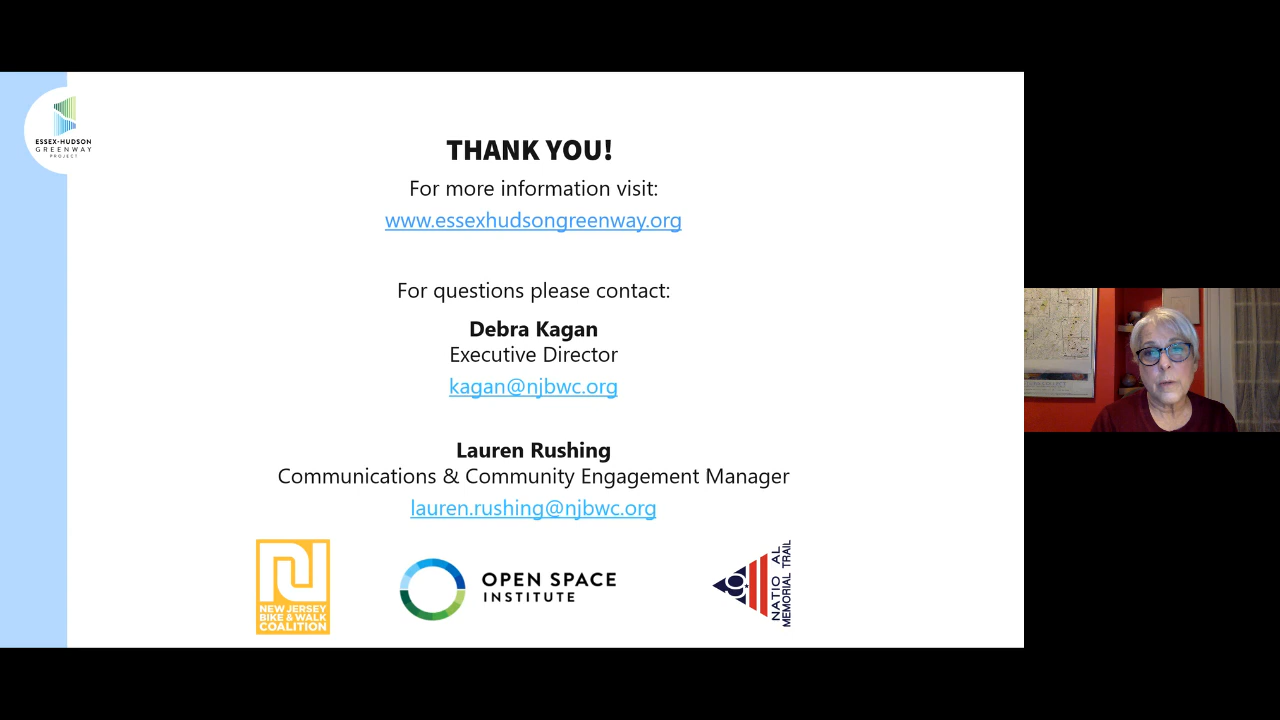 ESSEX-HUDSON
GREENWAY
PROJECT
THANK YOU!
For more information visit:
www.essexhudsongreenway.org
For questions please contact:
Debra Kagan
Executive Director
kagan@njbwc.org
Lauren Rushing
Communications & Community Engagement Manager
lauren.rushing@njbwc.org
NEW JERSEY
BIKE & WALK
COALITION
OPEN SPACE
INSTITUTE
NATIO AL
MEMORIAL TRAIL